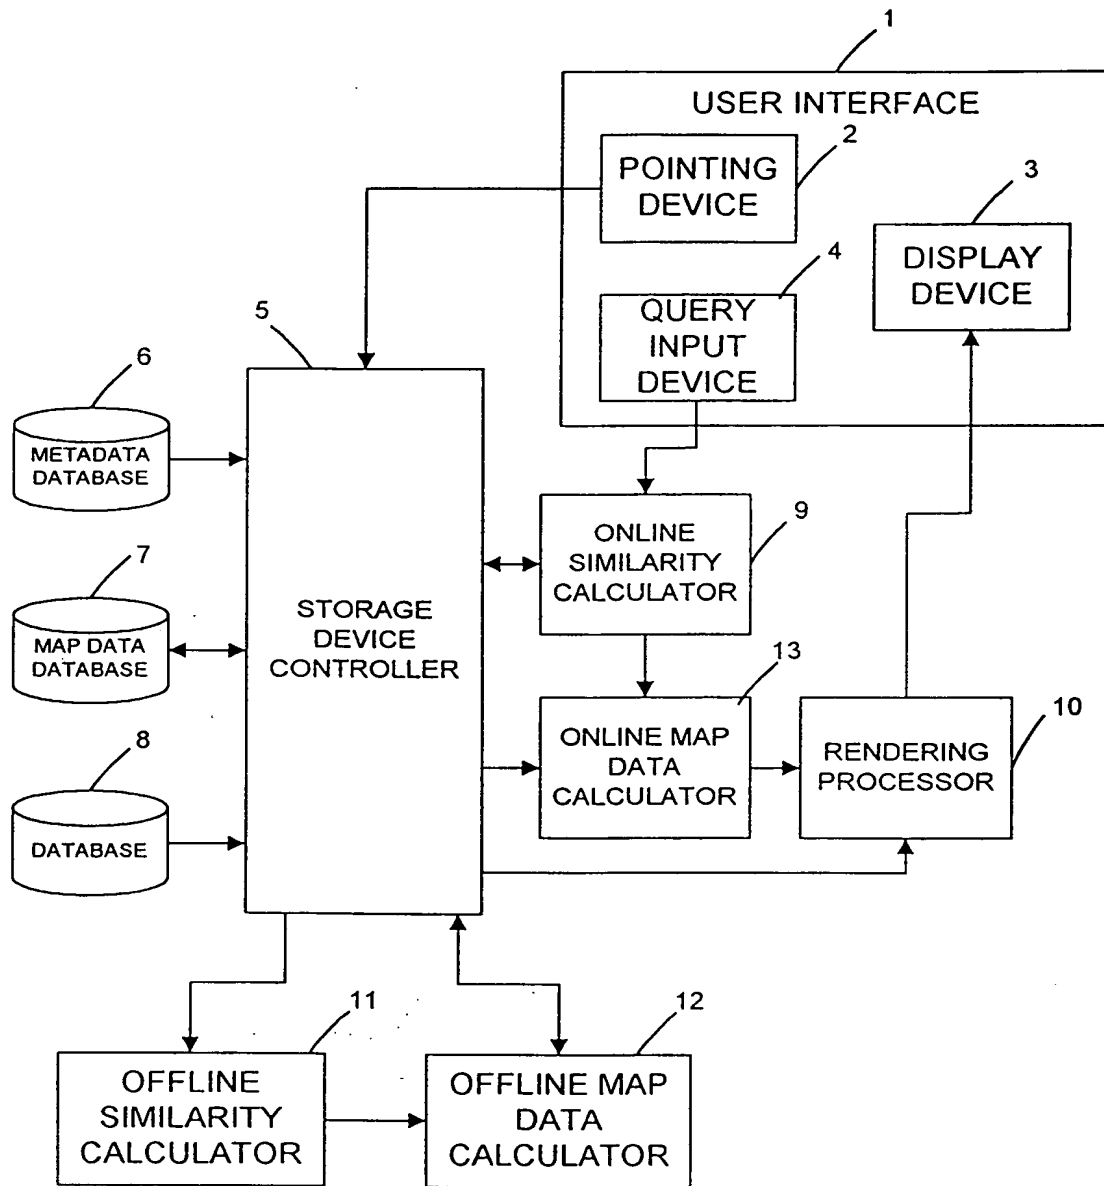 1
USER INTERFACE
2
POINTING
DEVICE
3
DISPLAY
DEVICE
4
QUERY
INPUT
DEVICE
5
STORAGE
DEVICE
CONTROLLER
6
METADATA
DATABASE
7
MAP DATA
DATABASE
8
DATABASE
9
ONLINE
SIMILARITY
CALCULATOR
13
ONLINE MAP
DATA
CALCULATOR
10
RENDERING
PROCESSOR
11
OFFLINE
SIMILARITY
CALCULATOR
12
OFFLINE MAP
DATA
CALCULATOR